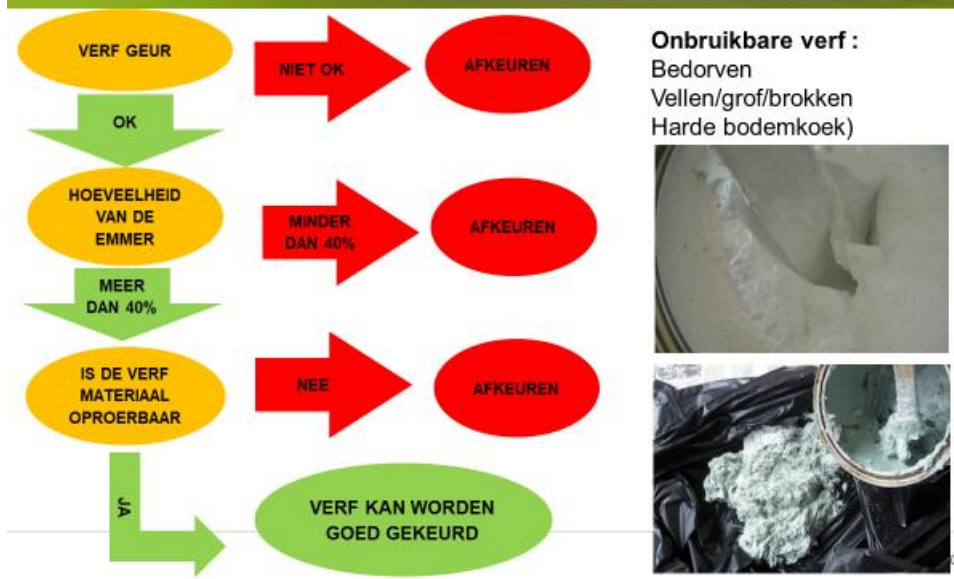 VERF GEUR
NIET OK
AFKEUREN
OK
HOEVEELHEID
VAN DE
EMMER
MINDER
DAN 40%
AFKEUREN
MEER
DAN 40%
IS DE VERF
MATERIAAL
OPROERBAAR
NEE
AFKEUREN
JA
VERF KAN WORDEN
GOED GEKEURD
Onbruikbare verf :
Bedorven
Vellen/grof/brokken
Harde bodemkoek)